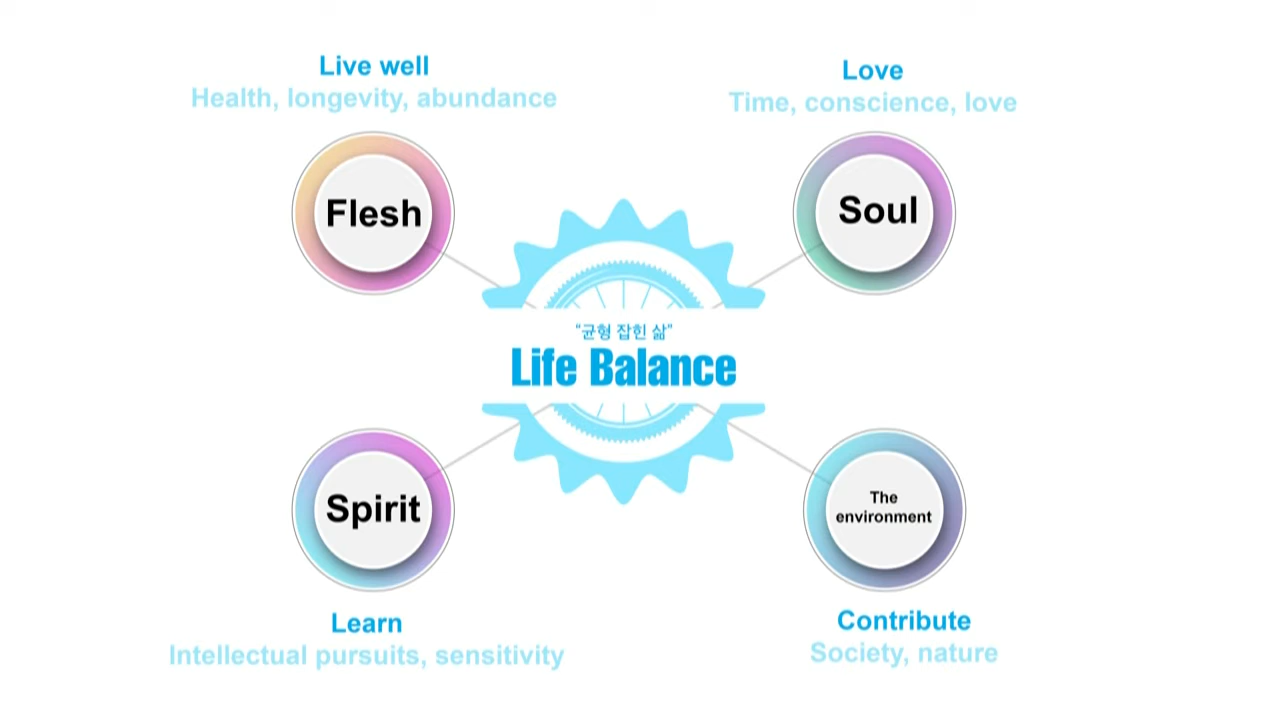 Live well
Health, longevity, abundance
Flesh
Love
Time, conscience, love
Soul
“균형 잡힌 삶”
Life Balance
Spirit
Learn
Intellectual pursuits, sensitivity
The
environment
Contribute
Society, nature